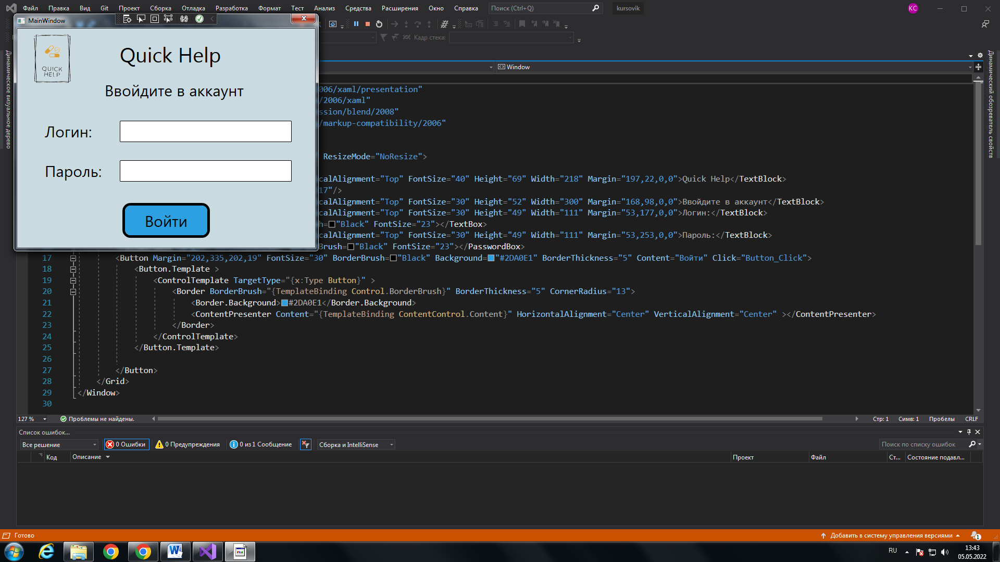 Файл Правка Вид Git Проект Сборка Отладка Разработка Формат Тест Анализ Средства Расширения Окно Справка Поиск (Ctrl+Q) kursovik КС
MainWindow
Кадр стека:
QUICK
HELP
Quick Help
Ввойдите в аккаунт
Логин:
Пароль:
Войти
Динамическое визуальное дерево
Динамический обозреватель свойств
Window
006/xaml/presentation"
/2006/xaml"
ssion/blend/2008"
/markup-compatibility/2006"
ResizeMode="NoResize">
calAlignment="Top" FontSize="40" Height="69" Width="218" Margin="197,22,0,0">Quick Help</TextBlock>
17"/>
calAlignment="Top" FontSize="30" Height="52" Width="300" Margin="168,98,0,0">Ввойдите в аккаунт</TextBlock>
calAlignment="Top" FontSize="30" Height="49" Width="111" Margin="53,177,0,0">Логин:</TextBlock>
h="Black" FontSize="23"></TextBox>
calAlignment="Top" FontSize="30" Height="49" Width="111" Margin="53,253,0,0">Пароль:</TextBlock>
Brush="Black" FontSize="23"></PasswordBox>
17 <Button Margin="202,335,202,19" FontSize="30" BorderBrush="Black" Background="#2DA0E1" BorderThickness="5" Content="Войти" Click="Button_Click">
18 <Button.Template >
19 <ControlTemplate TargetType="{x:Type Button}" >
20 <Border BorderBrush="{TemplateBinding Control.BorderBrush}" BorderThickness="5" CornerRadius="13">
21 <Border.Background>#2DA0E1</Border.Background>
22 <ContentPresenter Content="{TemplateBinding ContentControl.Content}" HorizontalAlignment="Center" VerticalAlignment="Center" ></ContentPresenter>
23 </Border>
24 </ControlTemplate>
25 </Button.Template>
26
27 </Button>
28 </Grid>
29 </Window>
30
127 % Проблемы не найдены. Стр: 1 Симв: 1 Пробелы CRLF
Список ошибок...
Все решение 0 Ошибки 0 Предупреждения 0 из 1 Сообщение Сборка и IntelliSense Поиск по списку ошибок
Код Описание Проект Файл Ст... Состояние подавл...
Готово Добавить в систему управления версиями 1
RU 13:43
05.05.2022